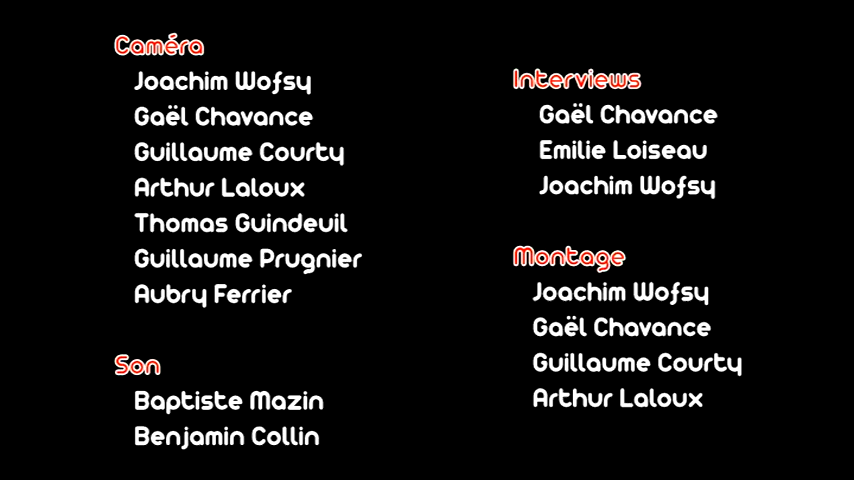 Caméra
Joachim Wofsy
Gaël Chavance
Guillaume Courty
Arthur Laloux
Thomas Guindeuil
Guillaume Prugnier
Aubry Ferrier
Son
Baptiste Mazin
Benjamin Collin
Interviews
Gaël Chavance
Emilie Loiseau
Joachim Wofsy
Montage
Joachim Wofsy
Gaël Chavance
Guillaume Courty
Arthur Laloux